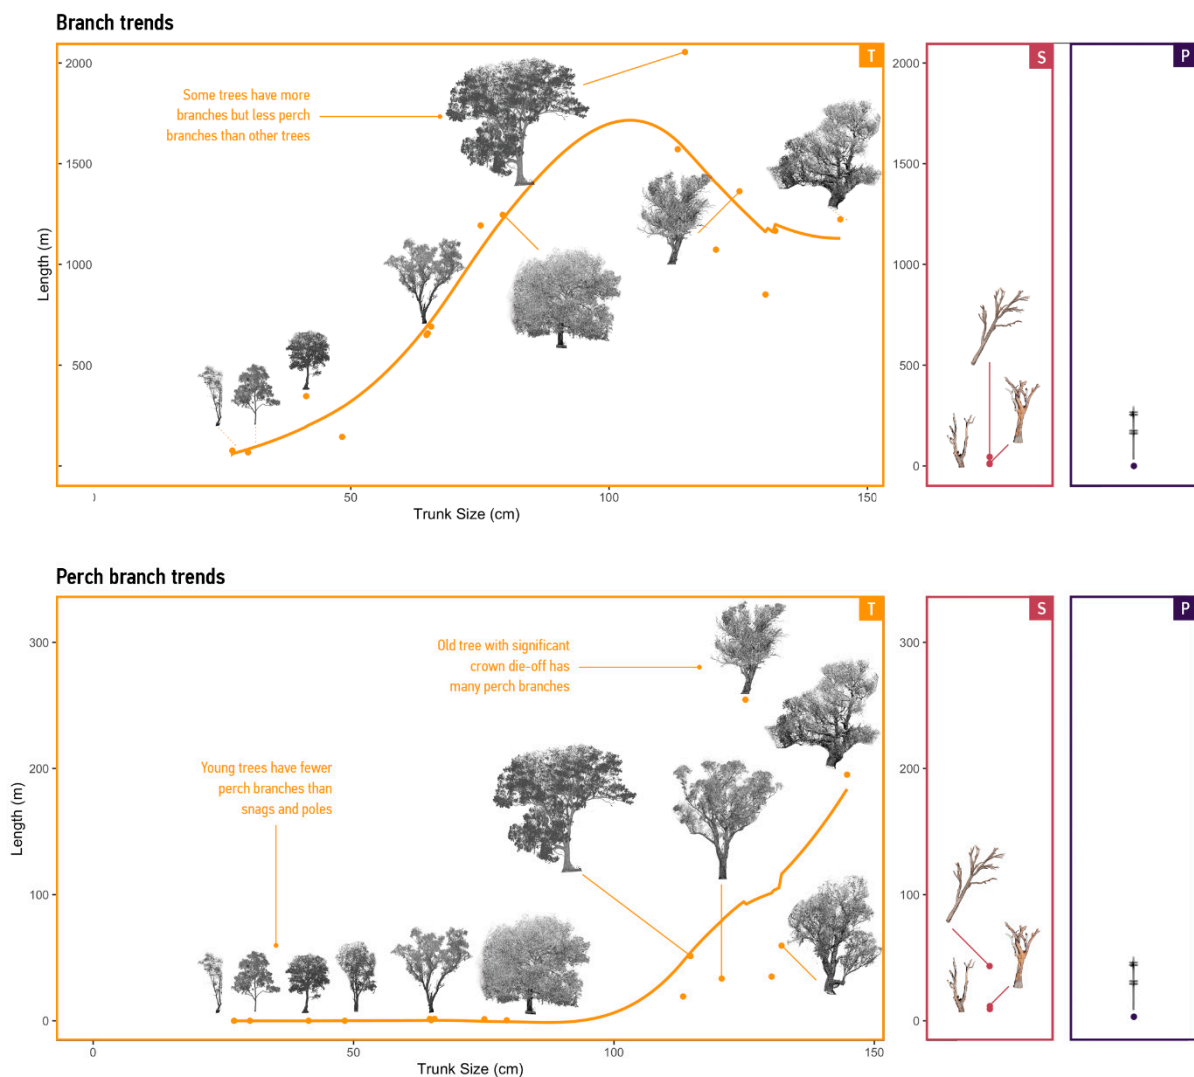 Branch trends
T
S
P
2000
1500
1000
500
0
Length (m)
Some trees have more
branches but less perch
branches than other trees
2000
1500
1000
500
0
50
100
150
Trunk Size (cm)
Perch branch trends
T
S
P
300
200
100
0
Length (m)
Old tree with significant
crown die-off has
many perch branches
Young trees have fewer
perch branches than
snags and poles
300
200
100
0
0
50
100
150
Trunk Size (cm)